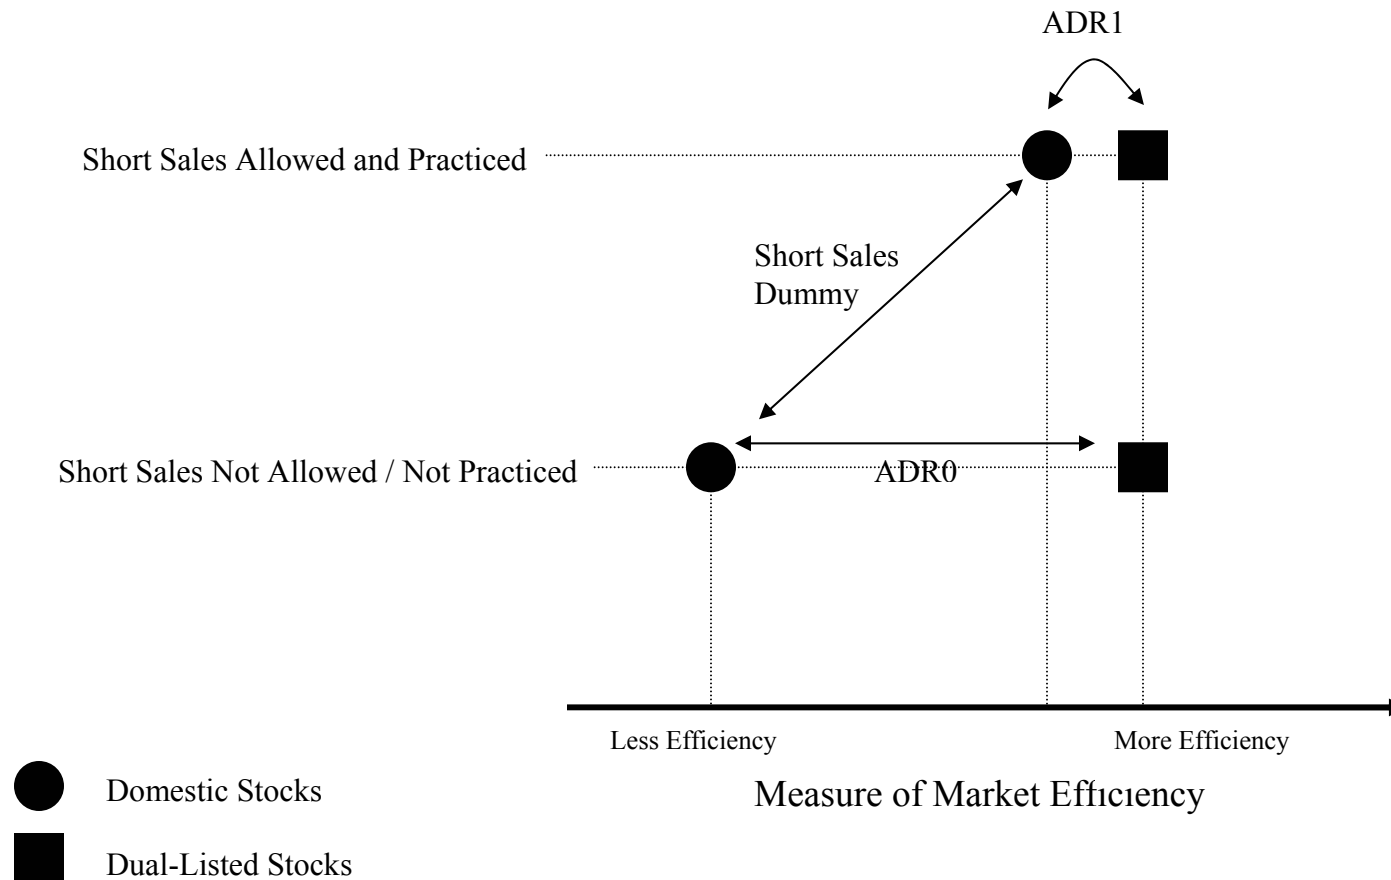 ADR1
Short Sales Allowed and Practiced
Short Sales
Dummy
Short Sales Not Allowed / Not Practiced
ADR0
Less Efficiency
More Efficiency
Measure of Market Efficiency
Domestic Stocks
Dual-Listed Stocks